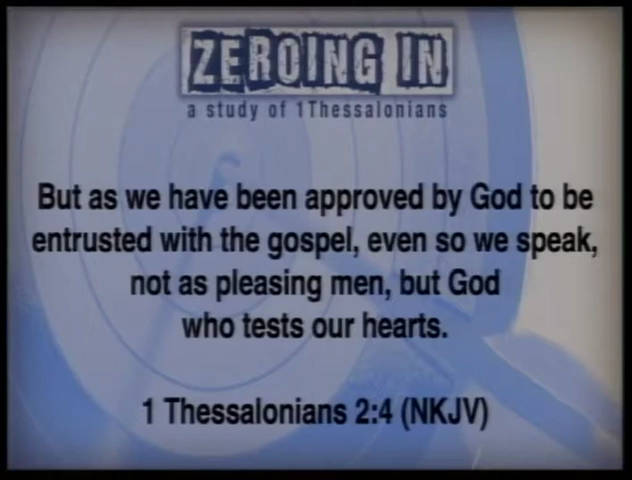 ZEROING IN
a study of 1Thessalonians
But as we have been approved by God to be
entrusted with the gospel, even so we speak,
not as pleasing men, but God
who tests our hearts.
1 Thessalonians 2:4 (NKJV)